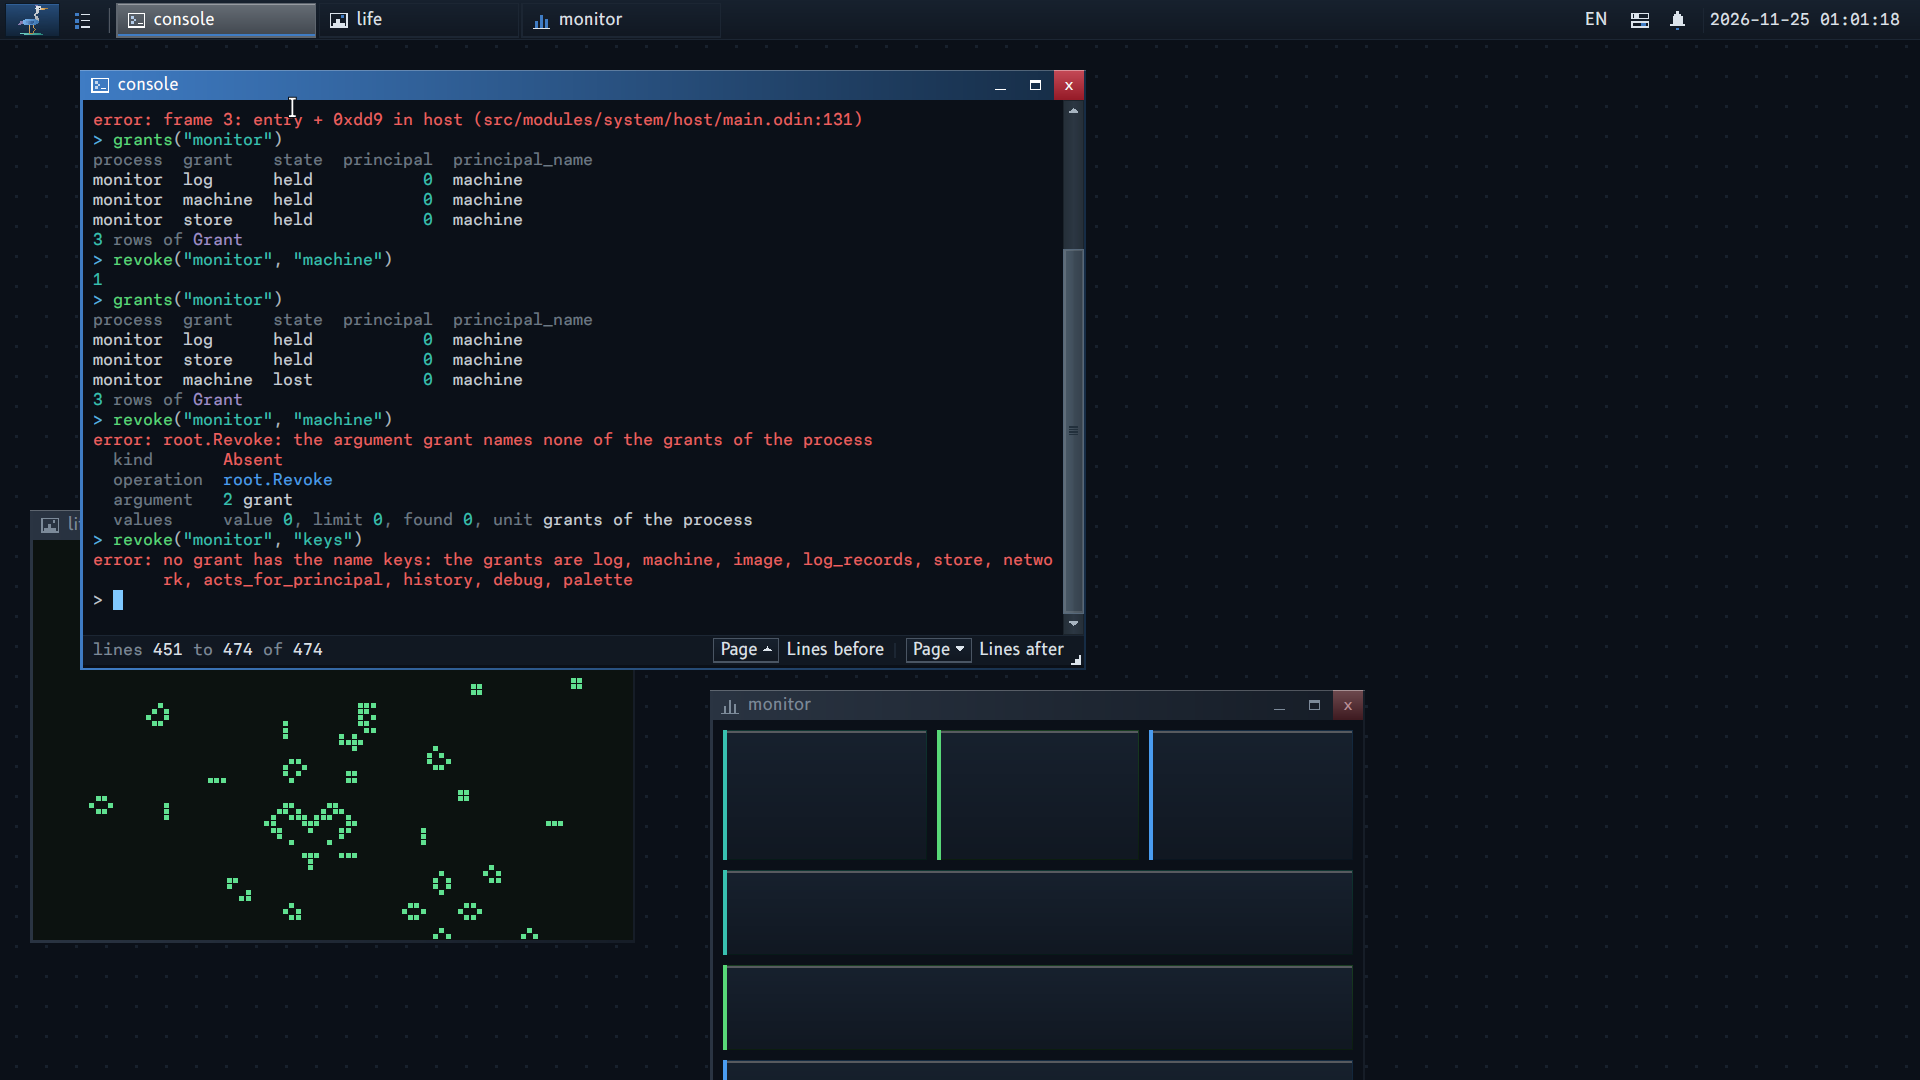 console
life
monitor
EN
2026-11-25 01:01:18
console
x
error: frame 3: entry + 0xdd9 in host (src/modules/system/host/main.odin:131)
> grants("monitor")
process grant state principal principal_name
monitor log held 0 machine
monitor machine held 0 machine
monitor store held 0 machine
3 rows of Grant
> revoke("monitor", "machine")
1
> grants("monitor")
process grant state principal principal_name
monitor log held 0 machine
monitor store held 0 machine
monitor machine lost 0 machine
3 rows of Grant
> revoke("monitor", "machine")
error: root.Revoke: the argument grant names none of the grants of the process
kind Absent
operation root.Revoke
argument 2 grant
values value 0, limit 0, found 0, unit grants of the process
> revoke("monitor", "keys")
error: no grant has the name keys: the grants are log, machine, image, log_records, store, netwo
rk, acts_for_principal, history, debug, palette
>
lines 451 to 474 of 474
Page Lines before
Page Lines after
li
monitor
x